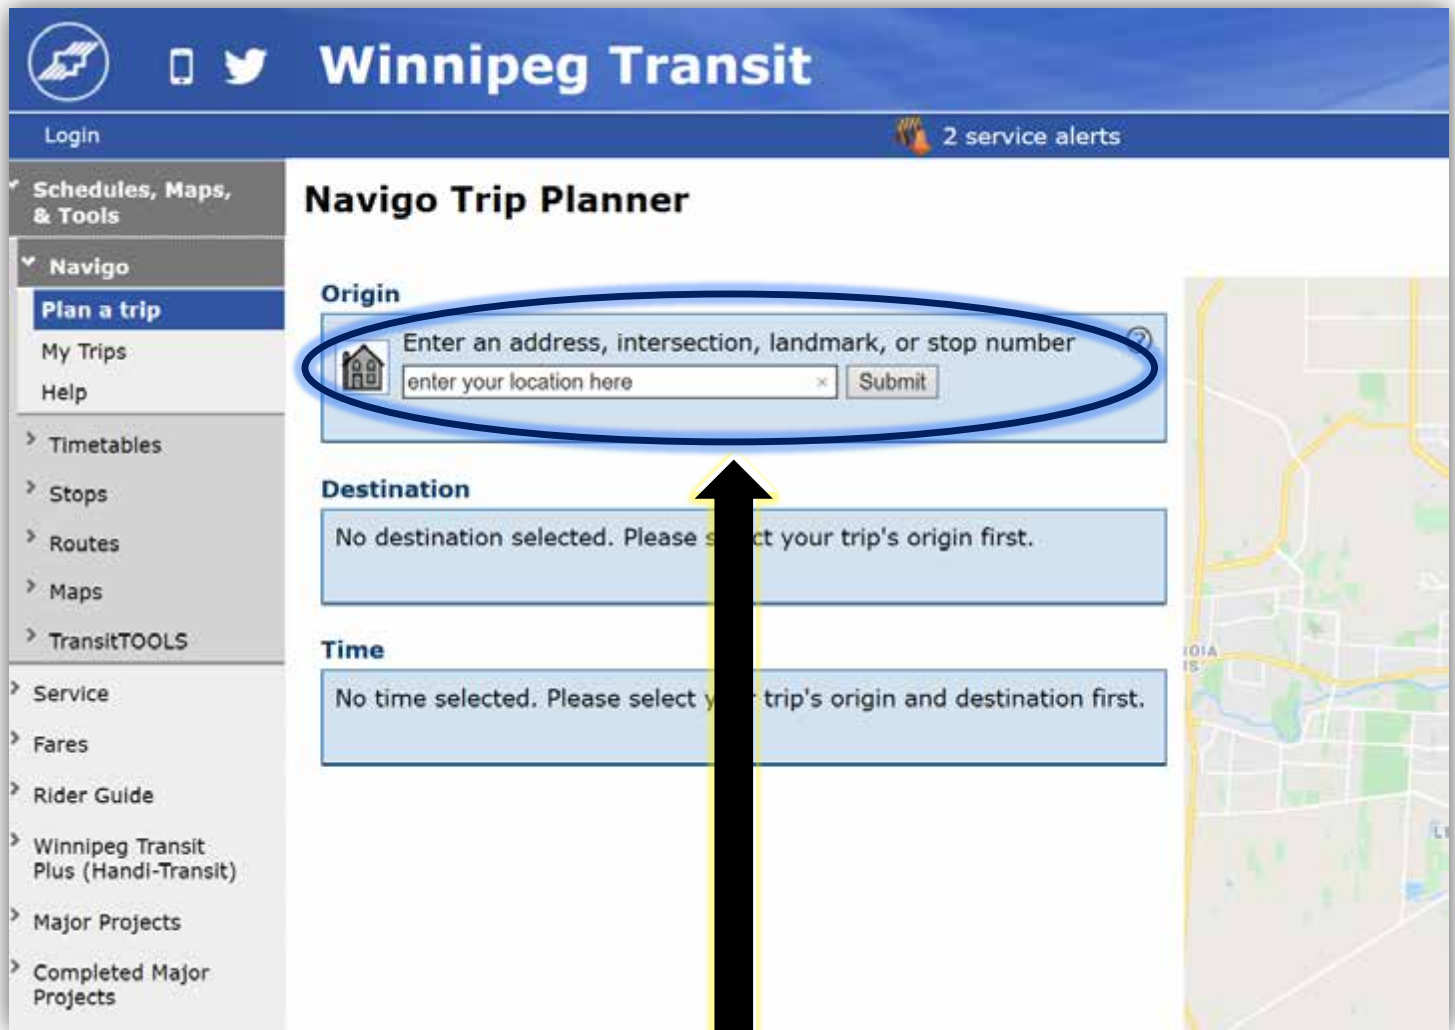 Winnipeg Transit
Login
2 service alerts
Schedules, Maps,
& Tools
Navigo
Plan a trip
My Trips
Help
Timetables
Stops
Routes
Maps
TransitTOOLS
Service
Fares
Rider Guide
Winnipeg Transit
Plus (Handi-Transit)
Major Projects
Completed Major
Projects
Navigo Trip Planner
Origin
Enter an address, intersection, landmark, or stop number
enter your location here
×
Submit
Destination
No destination selected. Please your trip's origin first.
Time
No time selected. Please select trip's origin and destination first.